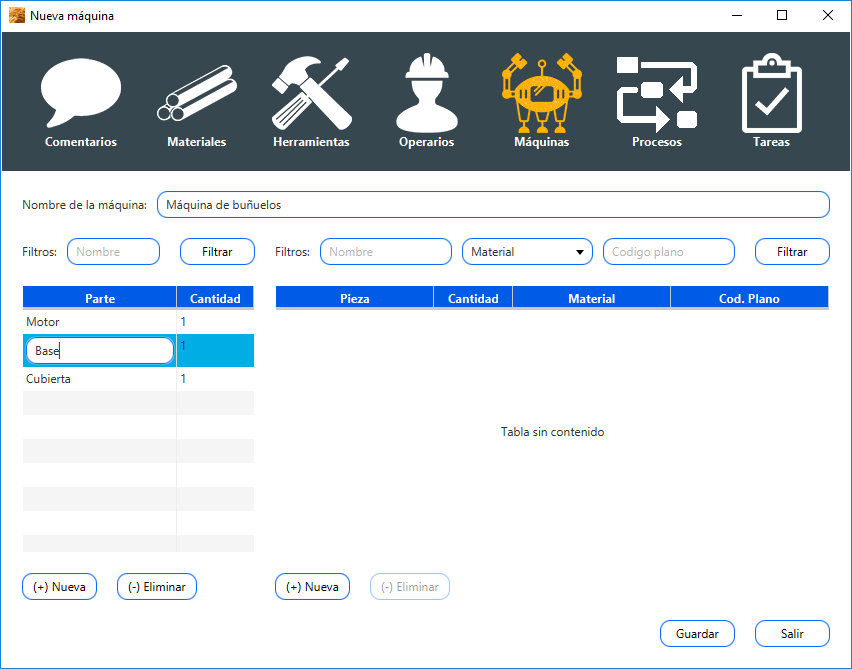 Nueva máquina
Comentarios Materiales Herramientas Operarios Máquinas Procesos Tareas
Nombre de la máquina: Máquina de buñuelos
Filtros: Nombre Filtrar Filtros: Nombre Material Codigo plano Filtrar
Parte Cantidad Pieza Cantidad Material Cod. Plano
Motor 1
Base 1
Cubierta 1
Tabla sin contenido
(+) Nueva (-) Eliminar (+) Nueva (-) Eliminar
Guardar Salir